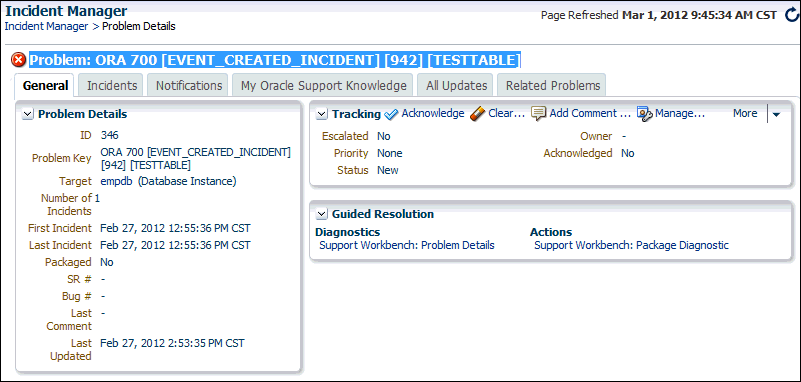 Incident Manager
Page Refreshed Mar 1, 2012 9:45:34 AM CST
Incident Manager > Problem Details
Problem: ORA 700 [EVENT_CREATED_INCIDENT] [942] [TESTTABLE]
General Incidents Notifications My Oracle Support Knowledge All Updates Related Problems
Problem Details
ID 346
Problem Key ORA 700 [EVENT_CREATED_INCIDENT]
[942] [TESTTABLE]
Target empdb (Database Instance)
Number of 1
Incidents
First Incident Feb 27, 2012 12:55:36 PM CST
Last Incident Feb 27, 2012 12:55:36 PM CST
Packaged No
SR # -
Bug # -
Last -
Comment
Last Feb 27, 2012 2:53:35 PM CST
Updated
Tracking Acknowledge Clear... Add Comment ... Manage... More
Escalated No Owner -
Priority None Acknowledged No
Status New
Guided Resolution
Diagnostics Actions
Support Workbench: Problem Details Support Workbench: Package Diagnostic